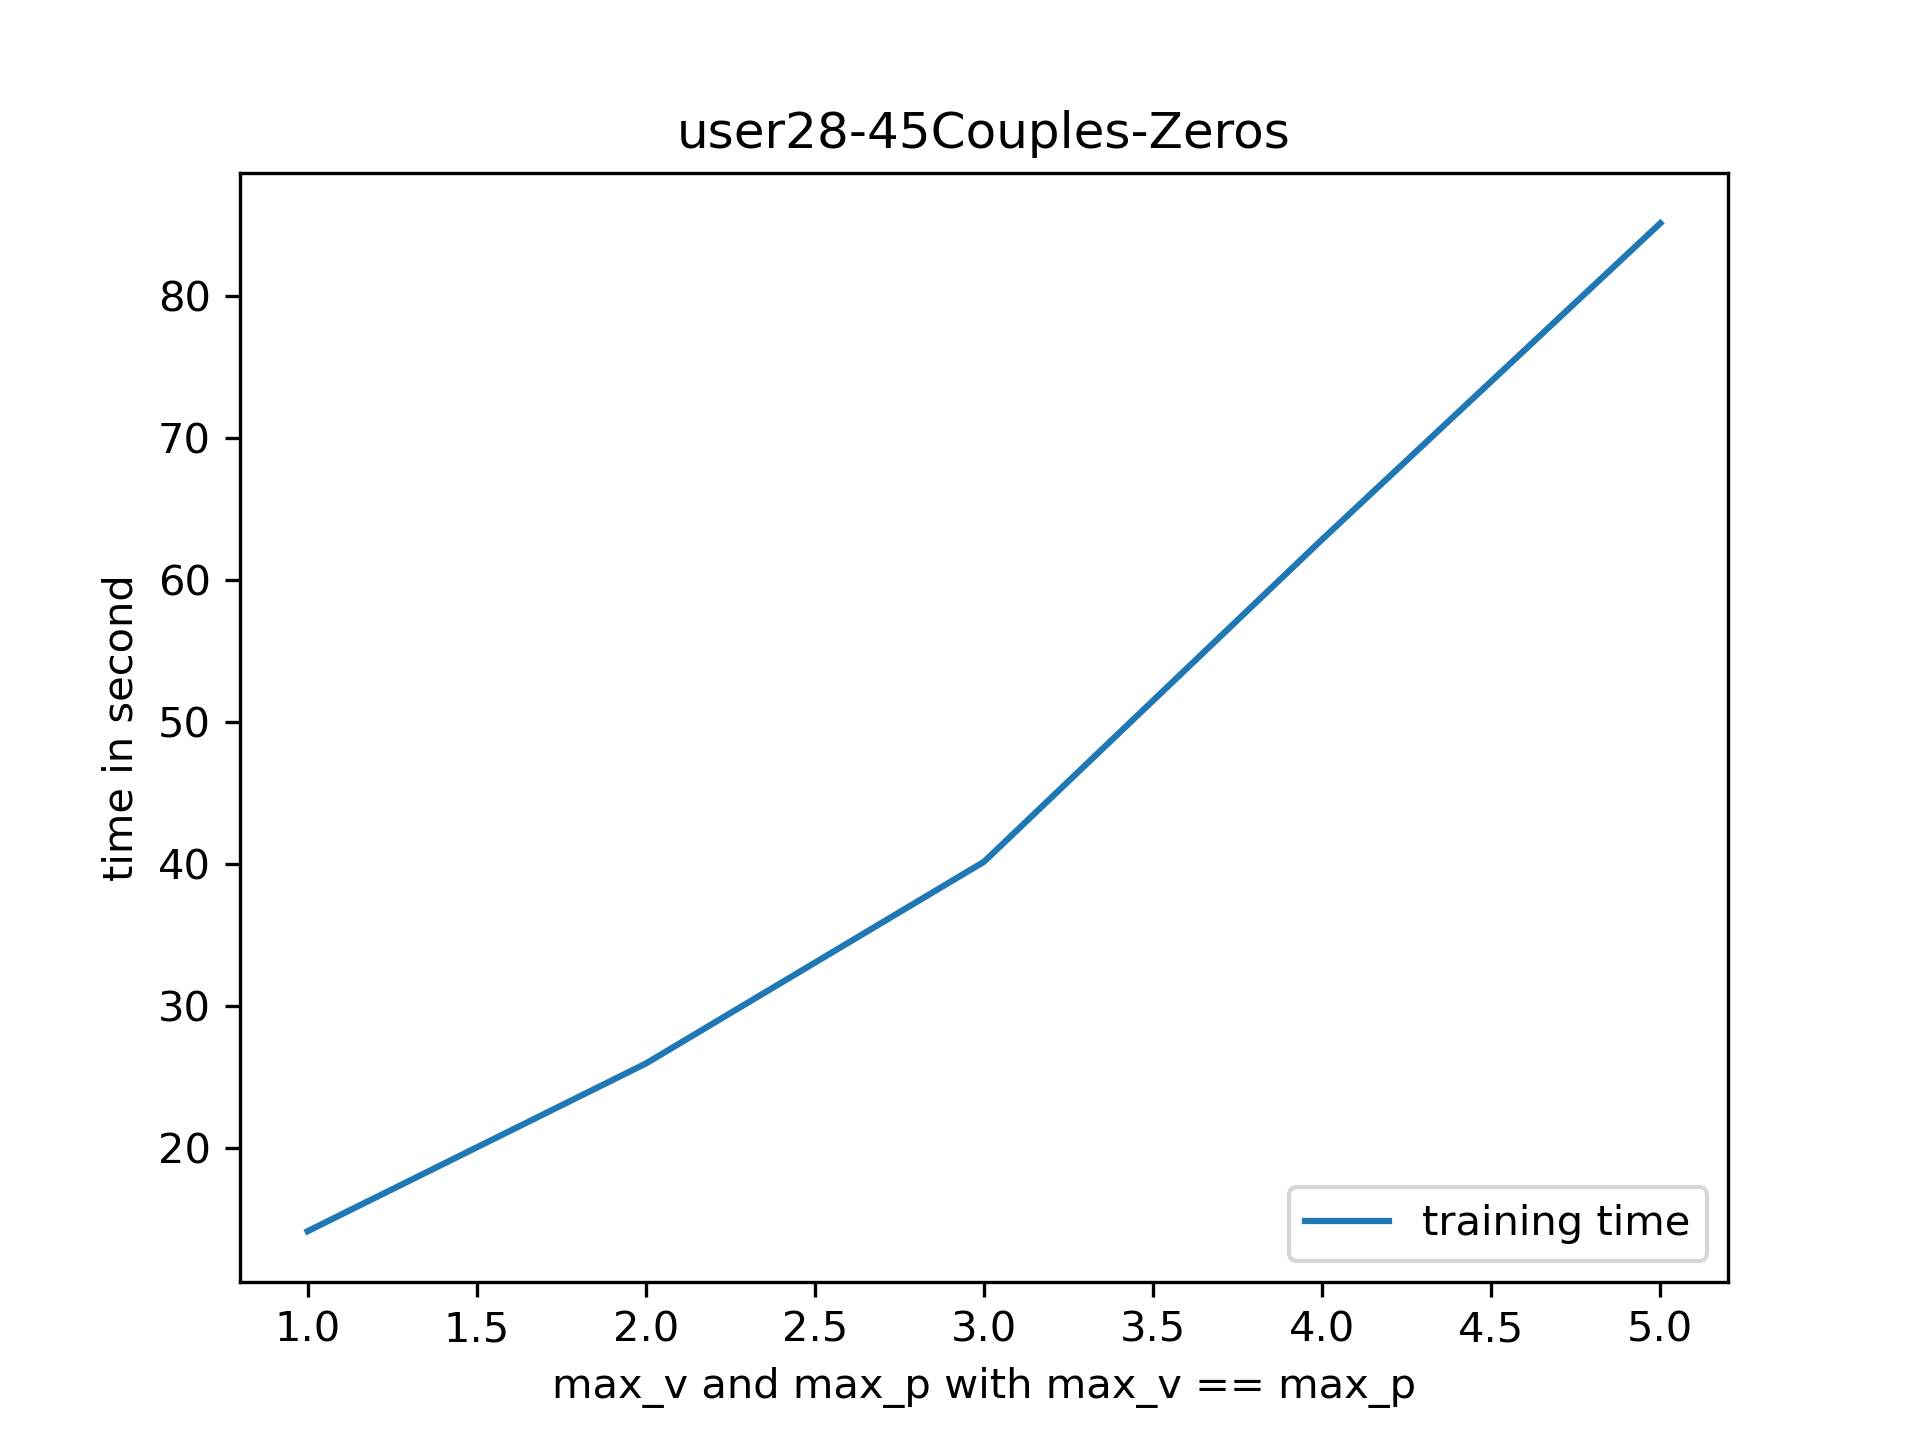 user28-45Couples-Zeros
80
70
60
50
40
30
20
time in second
training time
1.0 1.5 2.0 2.5 3.0 3.5 4.0 4.5 5.0
max_v and max_p with max_v == max_p